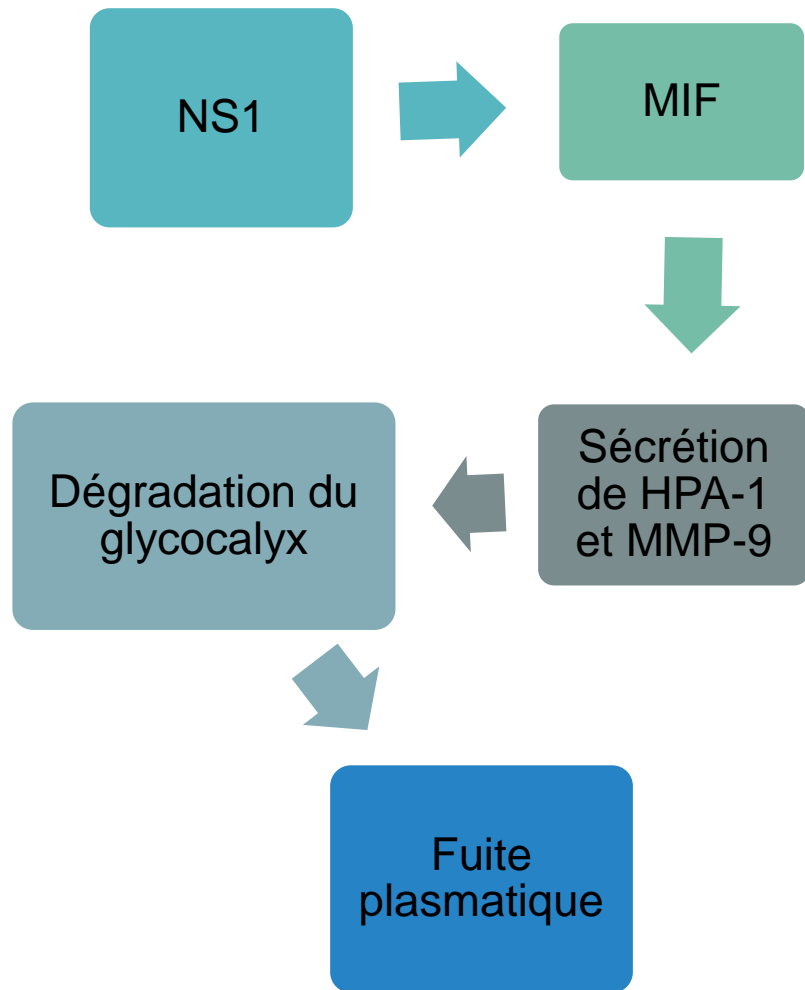 NS1
MIF
Sécrétion
de HPA-1
et MMP-9
Dégradation du
glycocalyx
Fuite
plasmatique